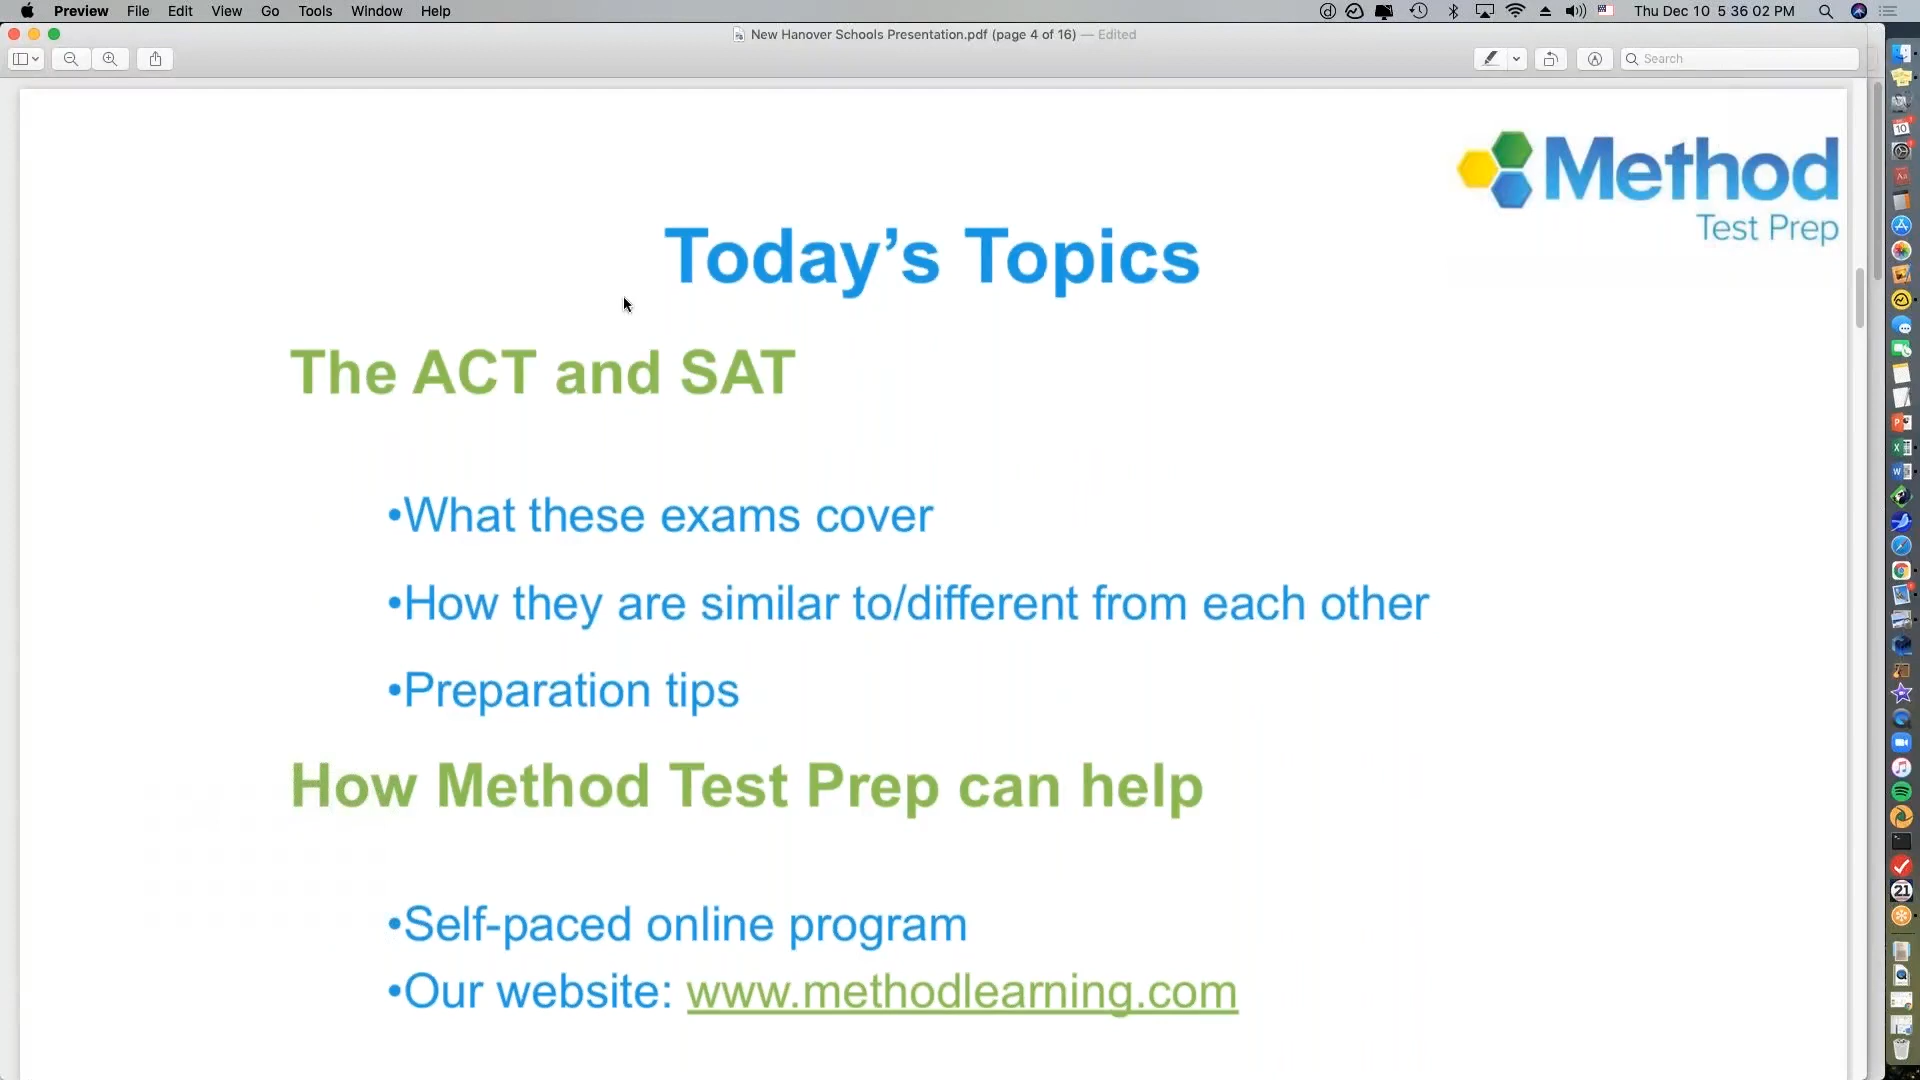 Preview File Edit View Go Tools Window Help
Thu Dec 10 5 36 02 PM
New Hanover Schools Presentation.pdf (page 4 of 16) — Edited
Search
Method
Test Prep
Today’s Topics
The ACT and SAT
•What these exams cover
•How they are similar to/different from each other
•Preparation tips
How Method Test Prep can help
•Self-paced online program
•Our website: www.methodlearning.com
10
21